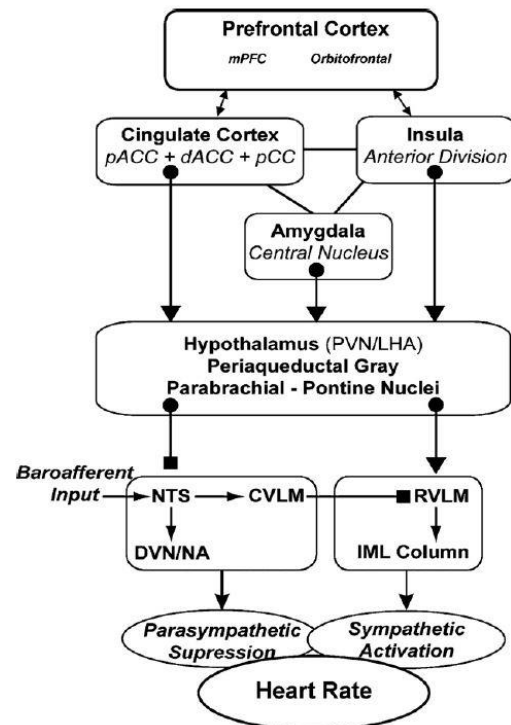 Prefrontal Cortex
mPFC Orbitofrontal
Cingulate Cortex
pACC + dACC + pCC
Insula
Anterior Division
Amygdala
Central Nucleus
Hypothalamus (PVN/LHA)
Periaqueductal Gray
Parabrachial - Pontine Nuclei
Baroafferent
Input
NTS
CVLM
RVLM
DVN/NA
IML Column
Parasympathetic
Supression
Sympathetic
Activation
Heart Rate